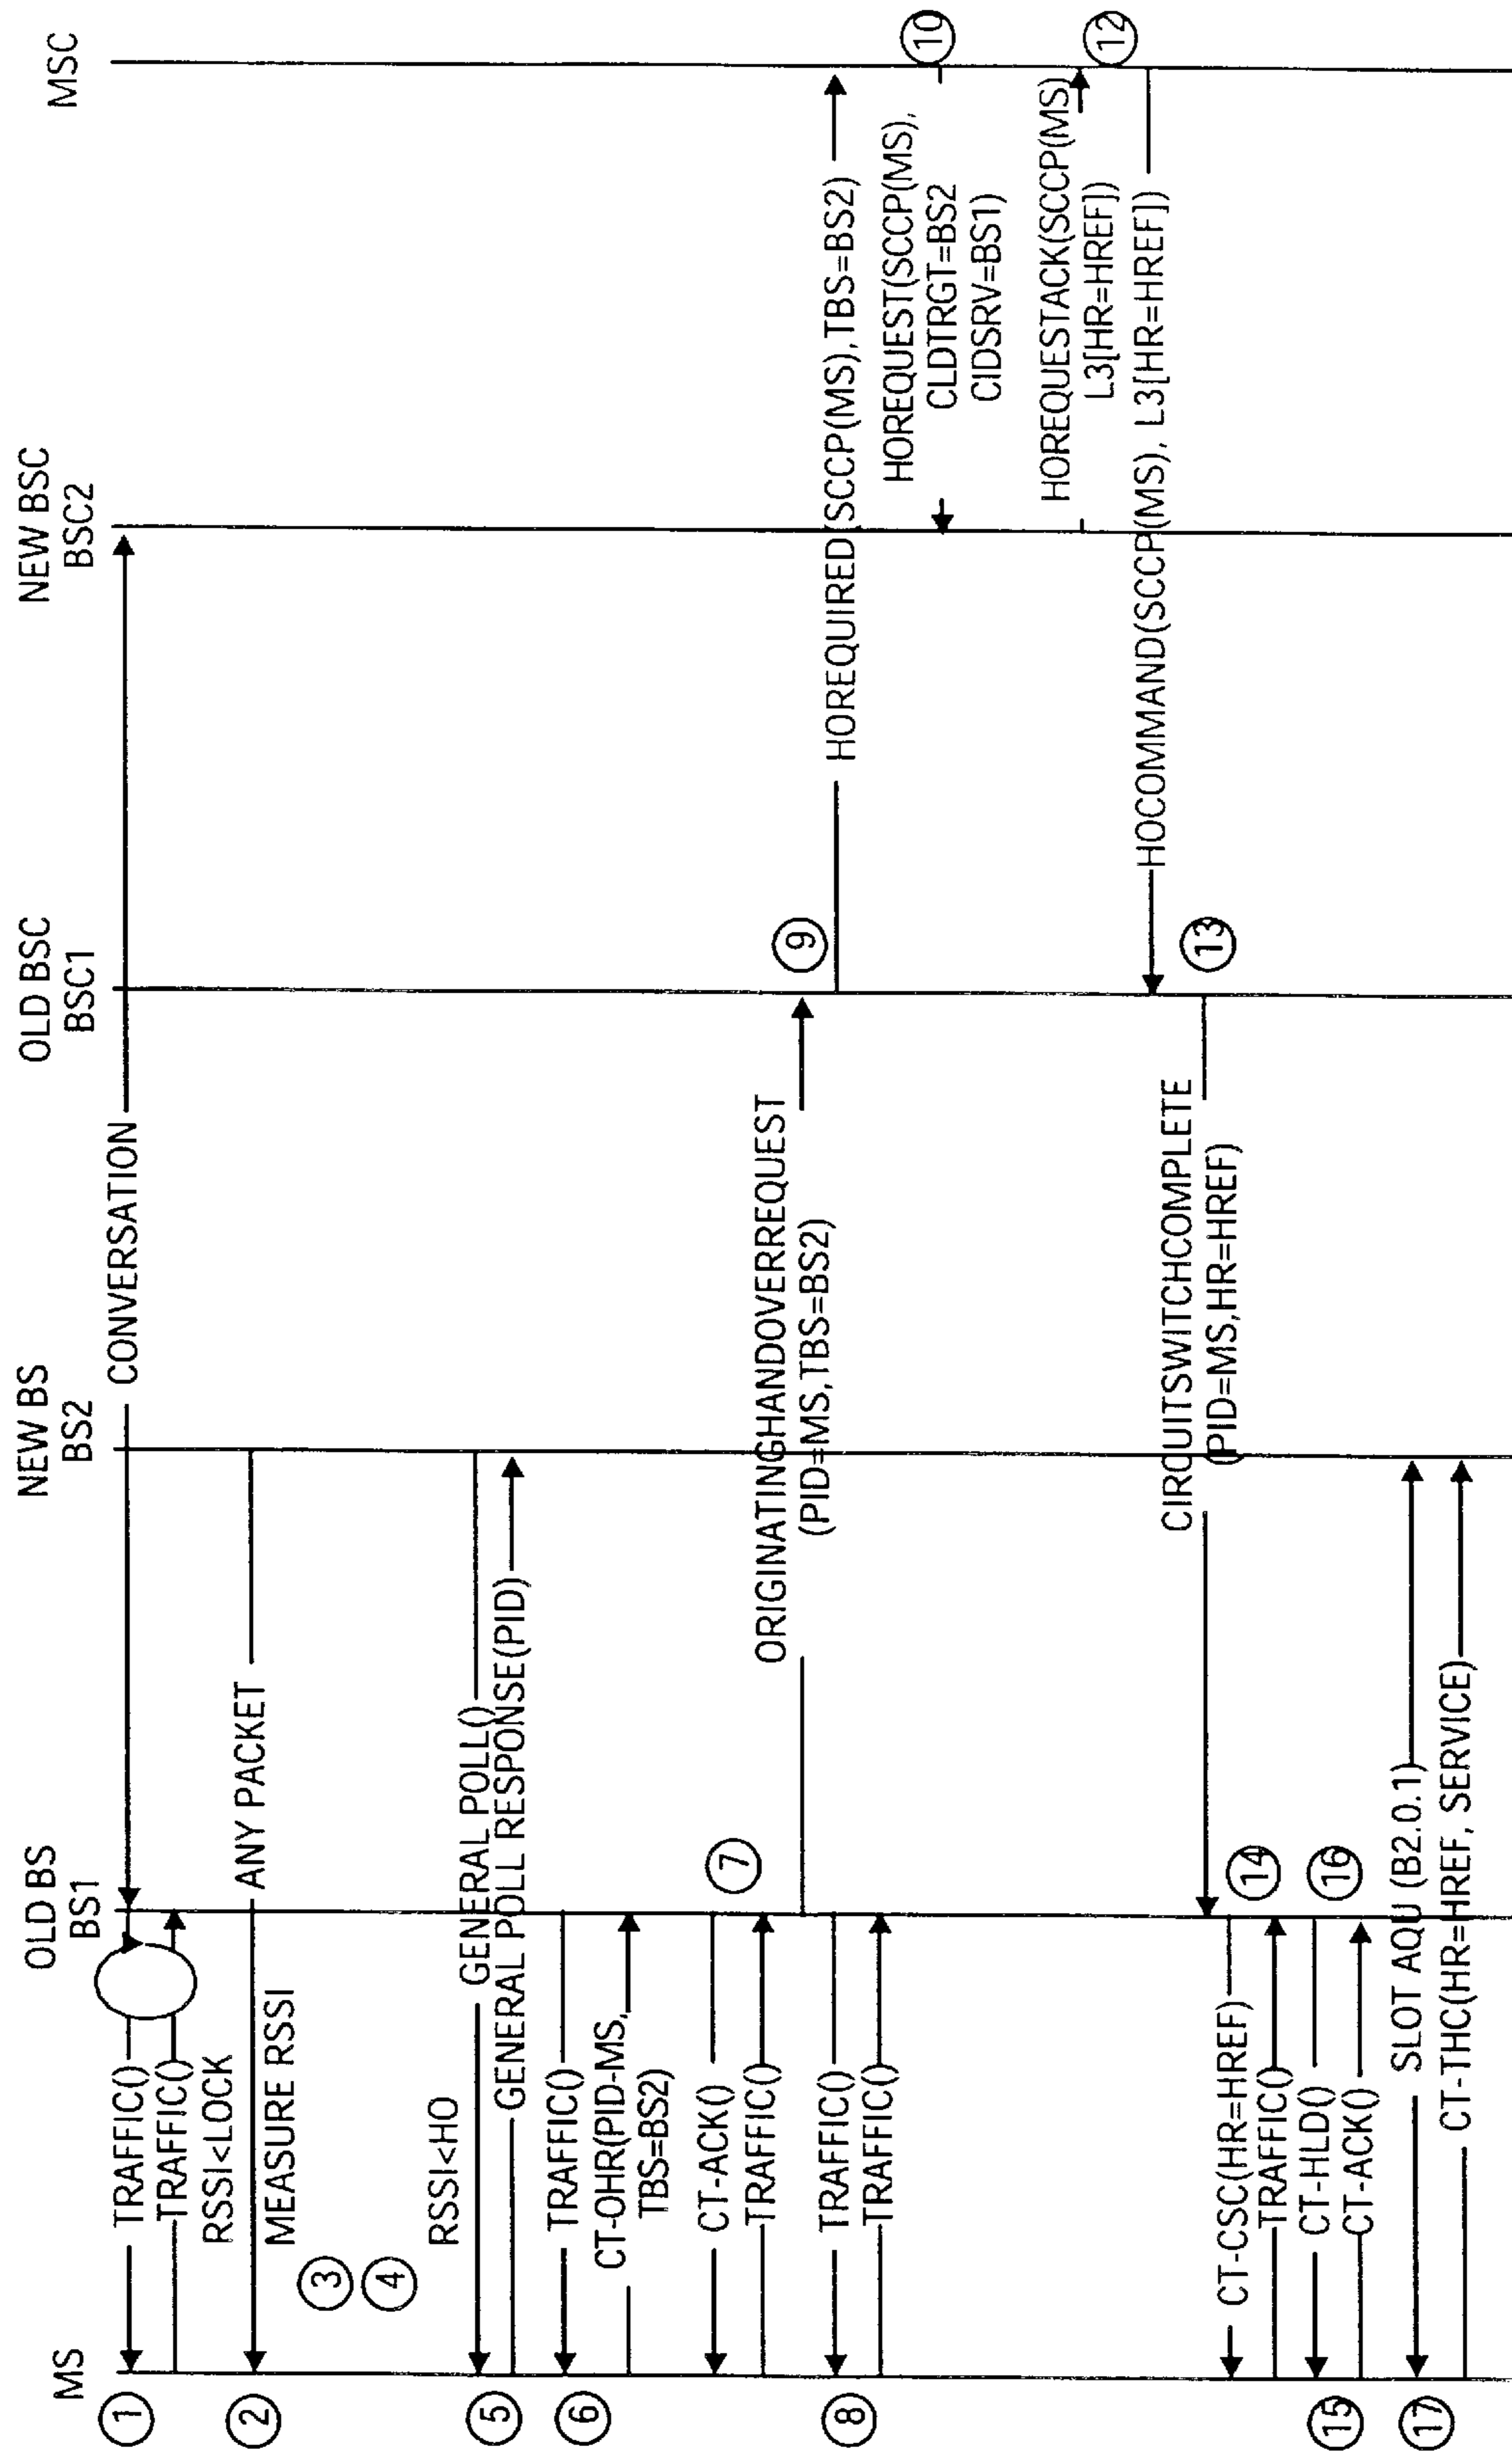 MS
OLD BS
BS1
NEW BS
BS2
OLD BSC
BSC1
NEW BSC
BSC2
MSC
1
TRAFFIC()
CONVERSATION
TRAFFIC()
RSSI<LOCK
2
ANY PACKET
MEASURE RSSI
3
4
RSSI<HO
5
GENERAL POLL()
GENERAL POLL RESPONSE(PID)
6
TRAFFIC()
CT-OHR(PID-MS,
TBS=BS2)
CT-ACK()
7
TRAFFIC()
ORIGINATINGHANDOVERREQUEST
(PID=MS,TBS=BS2)
9
8
TRAFFIC()
TRAFFIC()
HOREQUIRED(SCCP(MS),TBS=BS2)
HOREQUEST(SCCP(MS),
CLDTRGT=BS2
CIDSRV=BS1)
10
HOREQUESTACK(SCCP(MS)
L3[HR=HREF])
12
HOCOMMAND(SCCP(MS), L3[HR=HREF])
13
CIRCUITSWITCHCOMPLETE
(PID=MS,HR=HREF)
CT-CSC(HR=HREF)
14
TRAFFIC()
15
CT-HLD()
16
CT-ACK()
17
SLOT AQU (B2.0.1)
CT-THC(HR=HREF, SERVICE)